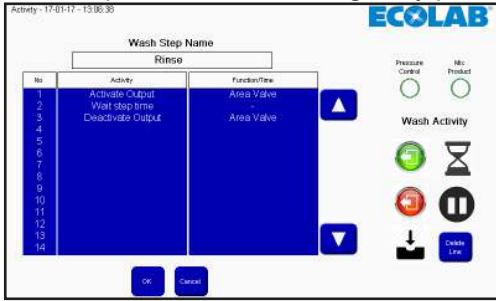 Activity - 17-01-17 - 13:06:38
ECOLAB
Wash Step Name
Rinse
Pressure Control
Mic Product
No Activity Function/Time
1 Activate Output Area Valve
2 Wait step time -
3 Deactivate Output Area Valve
4
5
6
7
8
9
10
11
12
13
14
Wash Activity
Delete Line
OK Cancel